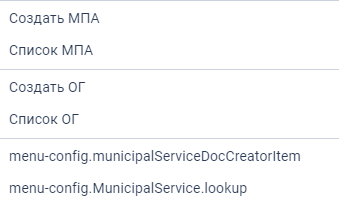 Создать МПА
Список МПА
Создать ОГ
Список ОГ
menu-config.municipalServiceDocCreatorItem
menu-config.MunicipalService.lookup